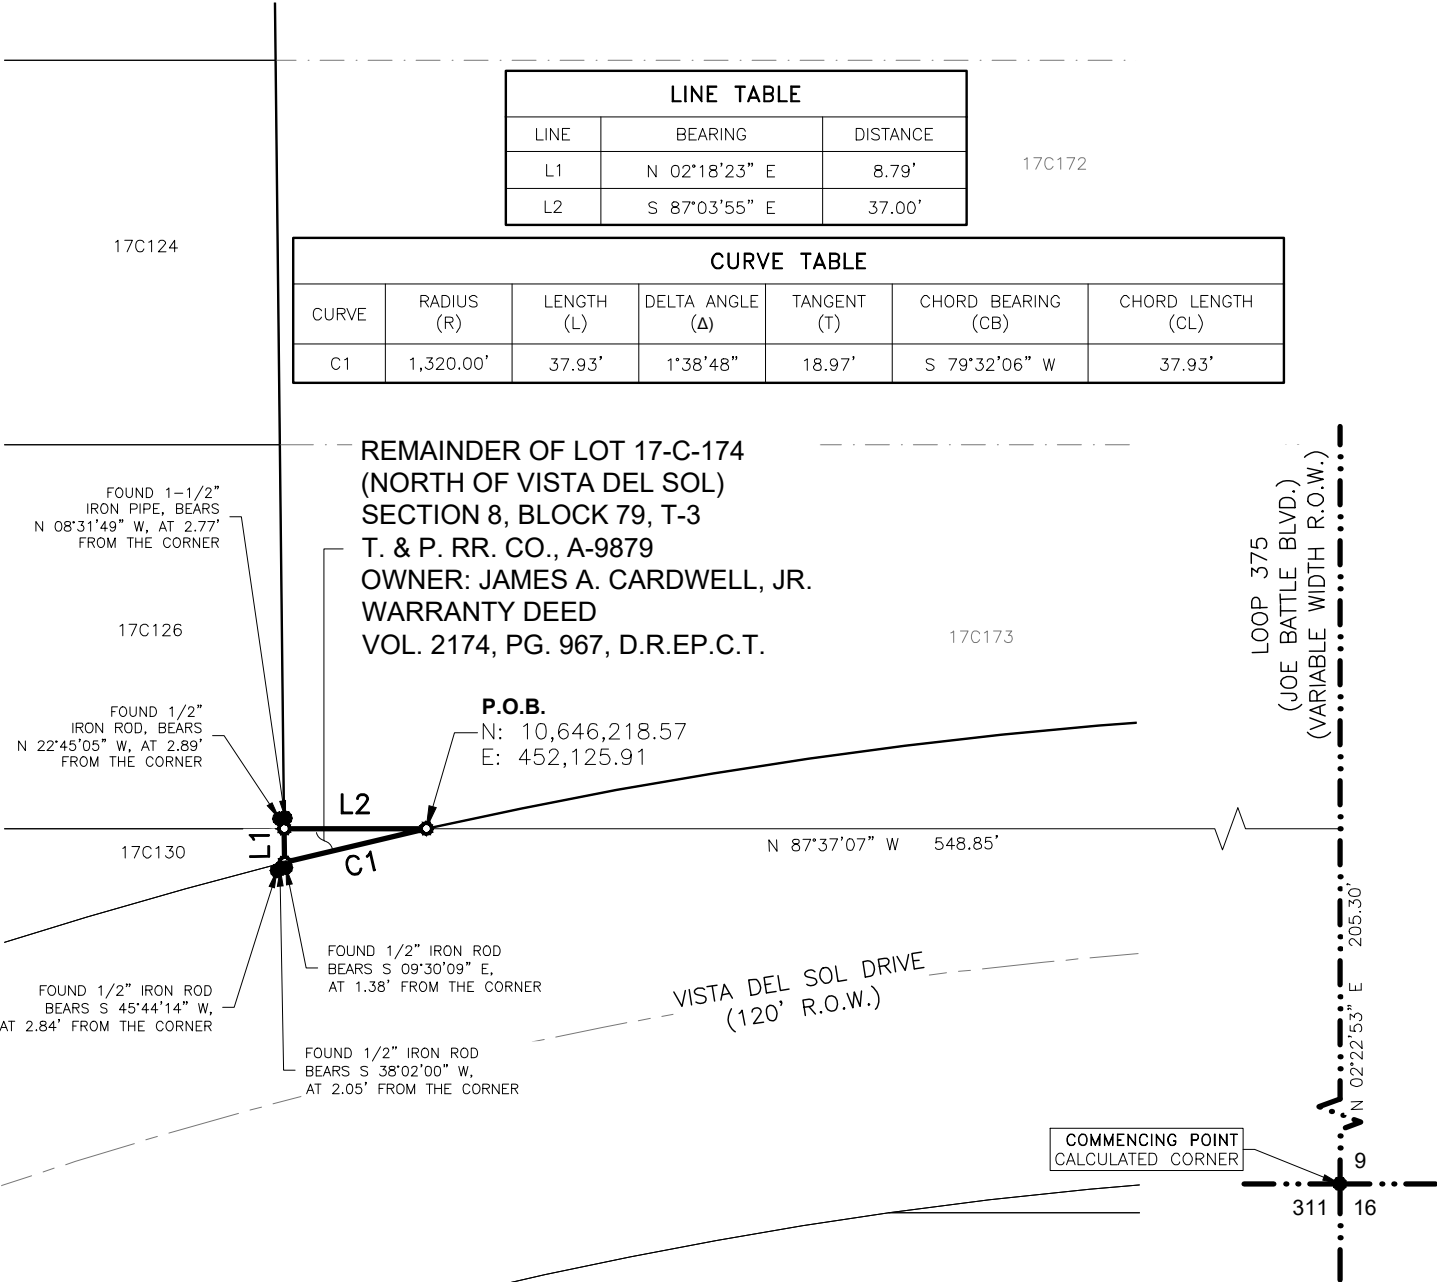 LINE TABLE
LINE BEARING DISTANCE
L1 N 02°18'23" E 8.79'
L2 S 87°03'55" E 37.00'
17C172
17C124
CURVE TABLE
CURVE RADIUS (R) LENGTH (L) DELTA ANGLE (Δ) TANGENT (T) CHORD BEARING (CB) CHORD LENGTH (CL)
C1 1,320.00' 37.93' 1°38'48" 18.97' S 79°32'06" W 37.93'
REMAINDER OF LOT 17-C-174
(NORTH OF VISTA DEL SOL)
SECTION 8, BLOCK 79, T-3
T. & P. RR. CO., A-9879
OWNER: JAMES A. CARDWELL, JR.
WARRANTY DEED
VOL. 2174, PG. 967, D.R.EP.C.T.
FOUND 1-1/2"
IRON PIPE, BEARS
N 08°31'49" W, AT 2.77'
FROM THE CORNER
17C126
17C173
LOOP 375
(JOE BATTLE BLVD.)
(VARIABLE WIDTH R.O.W.)
FOUND 1/2"
IRON ROD, BEARS
N 22°45'05" W, AT 2.89'
FROM THE CORNER
P.O.B.
N: 10,646,218.57
E: 452,125.91
L2
L1
C1
17C130
N 87°37'07" W 548.85'
FOUND 1/2" IRON ROD
BEARS S 09°30'09" E,
AT 1.38' FROM THE CORNER
FOUND 1/2" IRON ROD
BEARS S 45°44'14" W,
AT 2.84' FROM THE CORNER
FOUND 1/2" IRON ROD
BEARS S 38°02'00" W,
AT 2.05' FROM THE CORNER
VISTA DEL SOL DRIVE
(120' R.O.W.)
N 02°22'53" E 205.30'
COMMENCING POINT
CALCULATED CORNER
9
311 16